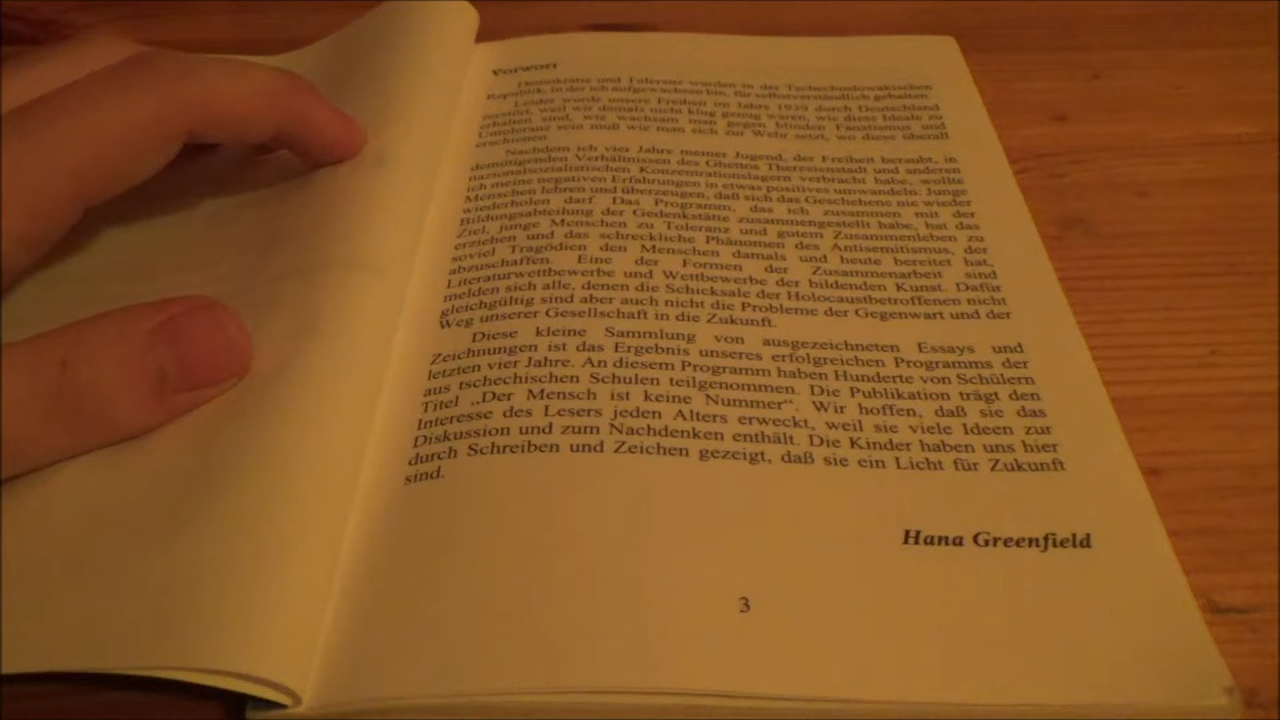 Vorwort
Demokratie und Toleranz wurden in der Tschechoslowakischen
Republik, in der ich aufgewachsen bin, für selbstverständlich gehalten.
Leider wurde unsere Freiheit im Jahre 1939 durch Deutschland
zerstört, weil wir damals nicht klug genug waren, wie diese Ideale zu
erhalten sind, wie wachsam man gegen blinden Fanatismus und
Untoleranz sein muß wie man sich zur Wehr setzt, wo diese überall
erschienen.
Nachdem ich vier Jahre meiner Jugend, der Freiheit beraubt, in
demütigenden Verhältnissen des Ghettos Theresienstadt und anderen
nazionalsozialistischen Konzentrationslagern verbracht habe, wollte
ich meine negativen Erfahrungen in etwas positives umwandeln. Junge
Menschen lehren und überzeugen, daß sich das Geschehene nie wieder
wiederholen darf. Das Programm, das ich zusammen mit der
Bildungsabteilung der Gedenkstätte zusammengestellt habe, hat das
Ziel, junge Menschen zu Toleranz und gutem Zusammenleben zu
erziehen und das schreckliche Phänomen des Antisemitismus, der
soviel Tragödien den Menschen damals und heute bereitet hat,
abzuschaffen. Eine der Formen der Zusammenarbeit sind
Literaturwettbewerbe und Wettbewerbe der bildenden Kunst. Dafür
melden sich alle, denen die Schicksale der Holocaustbetroffenen nicht
gleichgültig sind aber auch nicht die Probleme der Gegenwart und der
Weg unserer Gesellschaft in die Zukunft.
Diese kleine Sammlung von ausgezeichneten Essays und
Zeichnungen ist das Ergebnis unseres erfolgreichen Programms der
letzten vier Jahre. An diesem Programm haben Hunderte von Schülern
aus tschechischen Schulen teilgenommen. Die Publikation trägt den
Titel „Der Mensch ist keine Nummer“. Wir hoffen, daß sie das
Interesse des Lesers jeden Alters erweckt, weil sie viele Ideen zur
Diskussion und zum Nachdenken enthält. Die Kinder haben uns hier
durch Schreiben und Zeichen gezeigt, daß sie ein Licht für Zukunft
sind.
Hana Greenfield
3